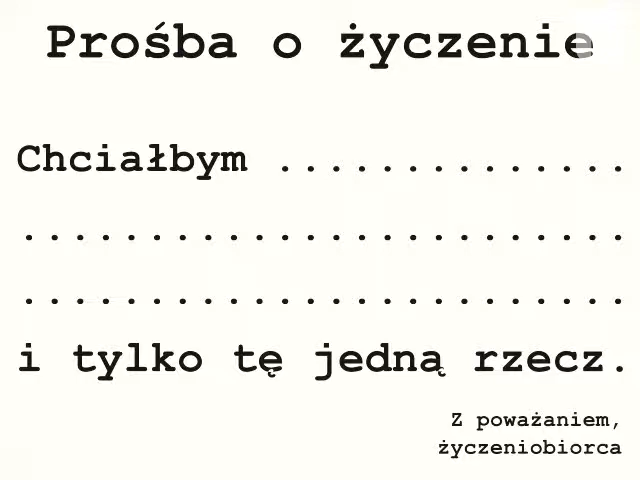 Prośba o życzenie
Chciałbym ..............
........................
........................
i tylko tę jedną rzecz.
Z poważaniem,
życzeniobiorca